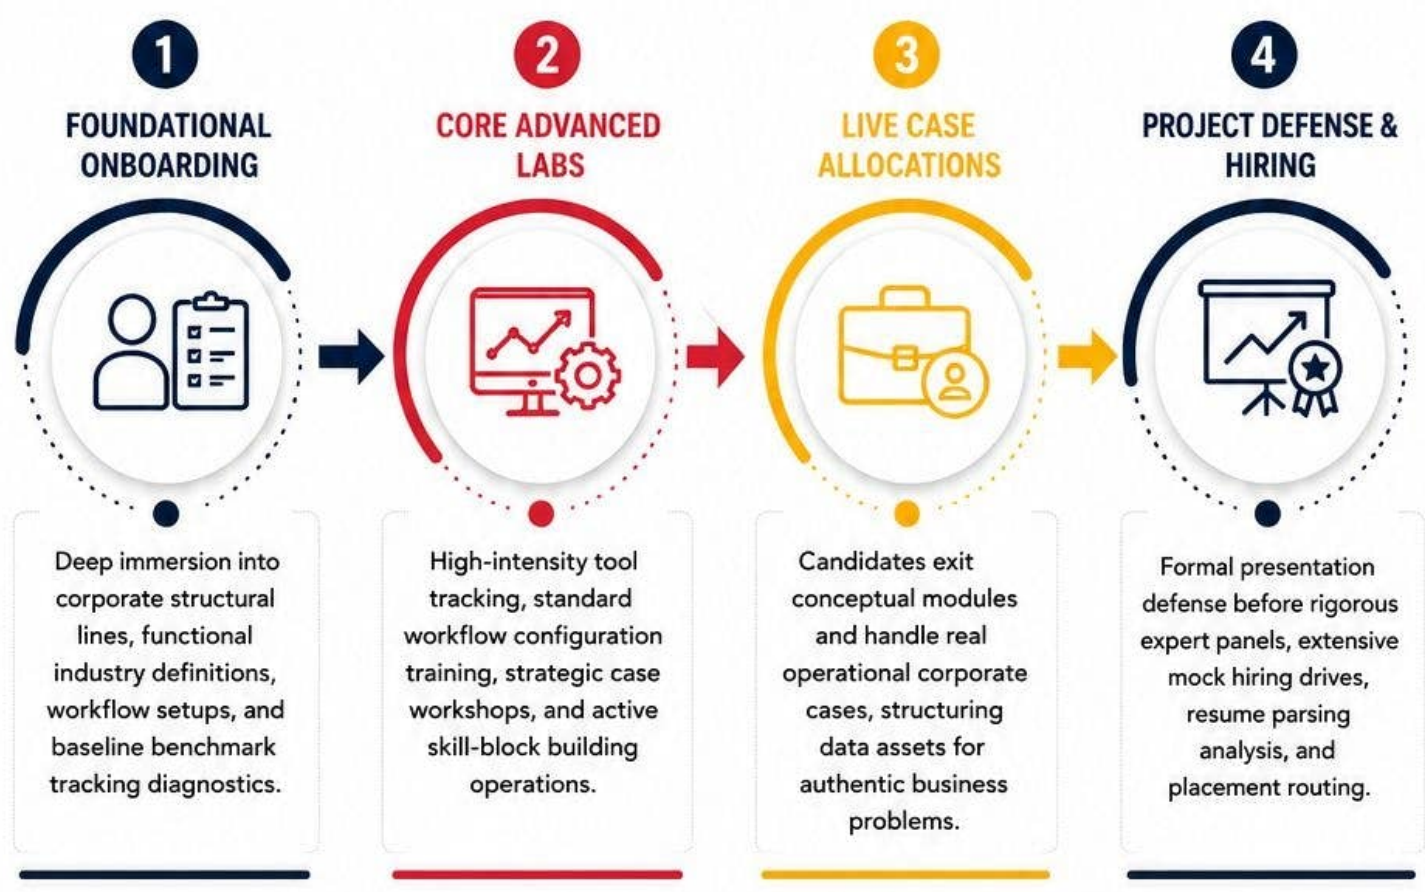 1
FOUNDATIONAL
ONBOARDING
Deep immersion into
corporate structural
lines, functional
industry definitions,
workflow setups, and
baseline benchmark
tracking diagnostics.
2
CORE ADVANCED
LABS
High-intensity tool
tracking, standard
workflow configuration
training, strategic case
workshops, and active
skill-block building
operations.
3
LIVE CASE
ALLOCATIONS
Candidates exit
conceptual modules
and handle real
operational corporate
cases, structuring
data assets for
authentic business
problems.
4
PROJECT DEFENSE &
HIRING
Formal presentation
defense before rigorous
expert panels, extensive
mock hiring drives,
resume parsing
analysis, and
placement routing.